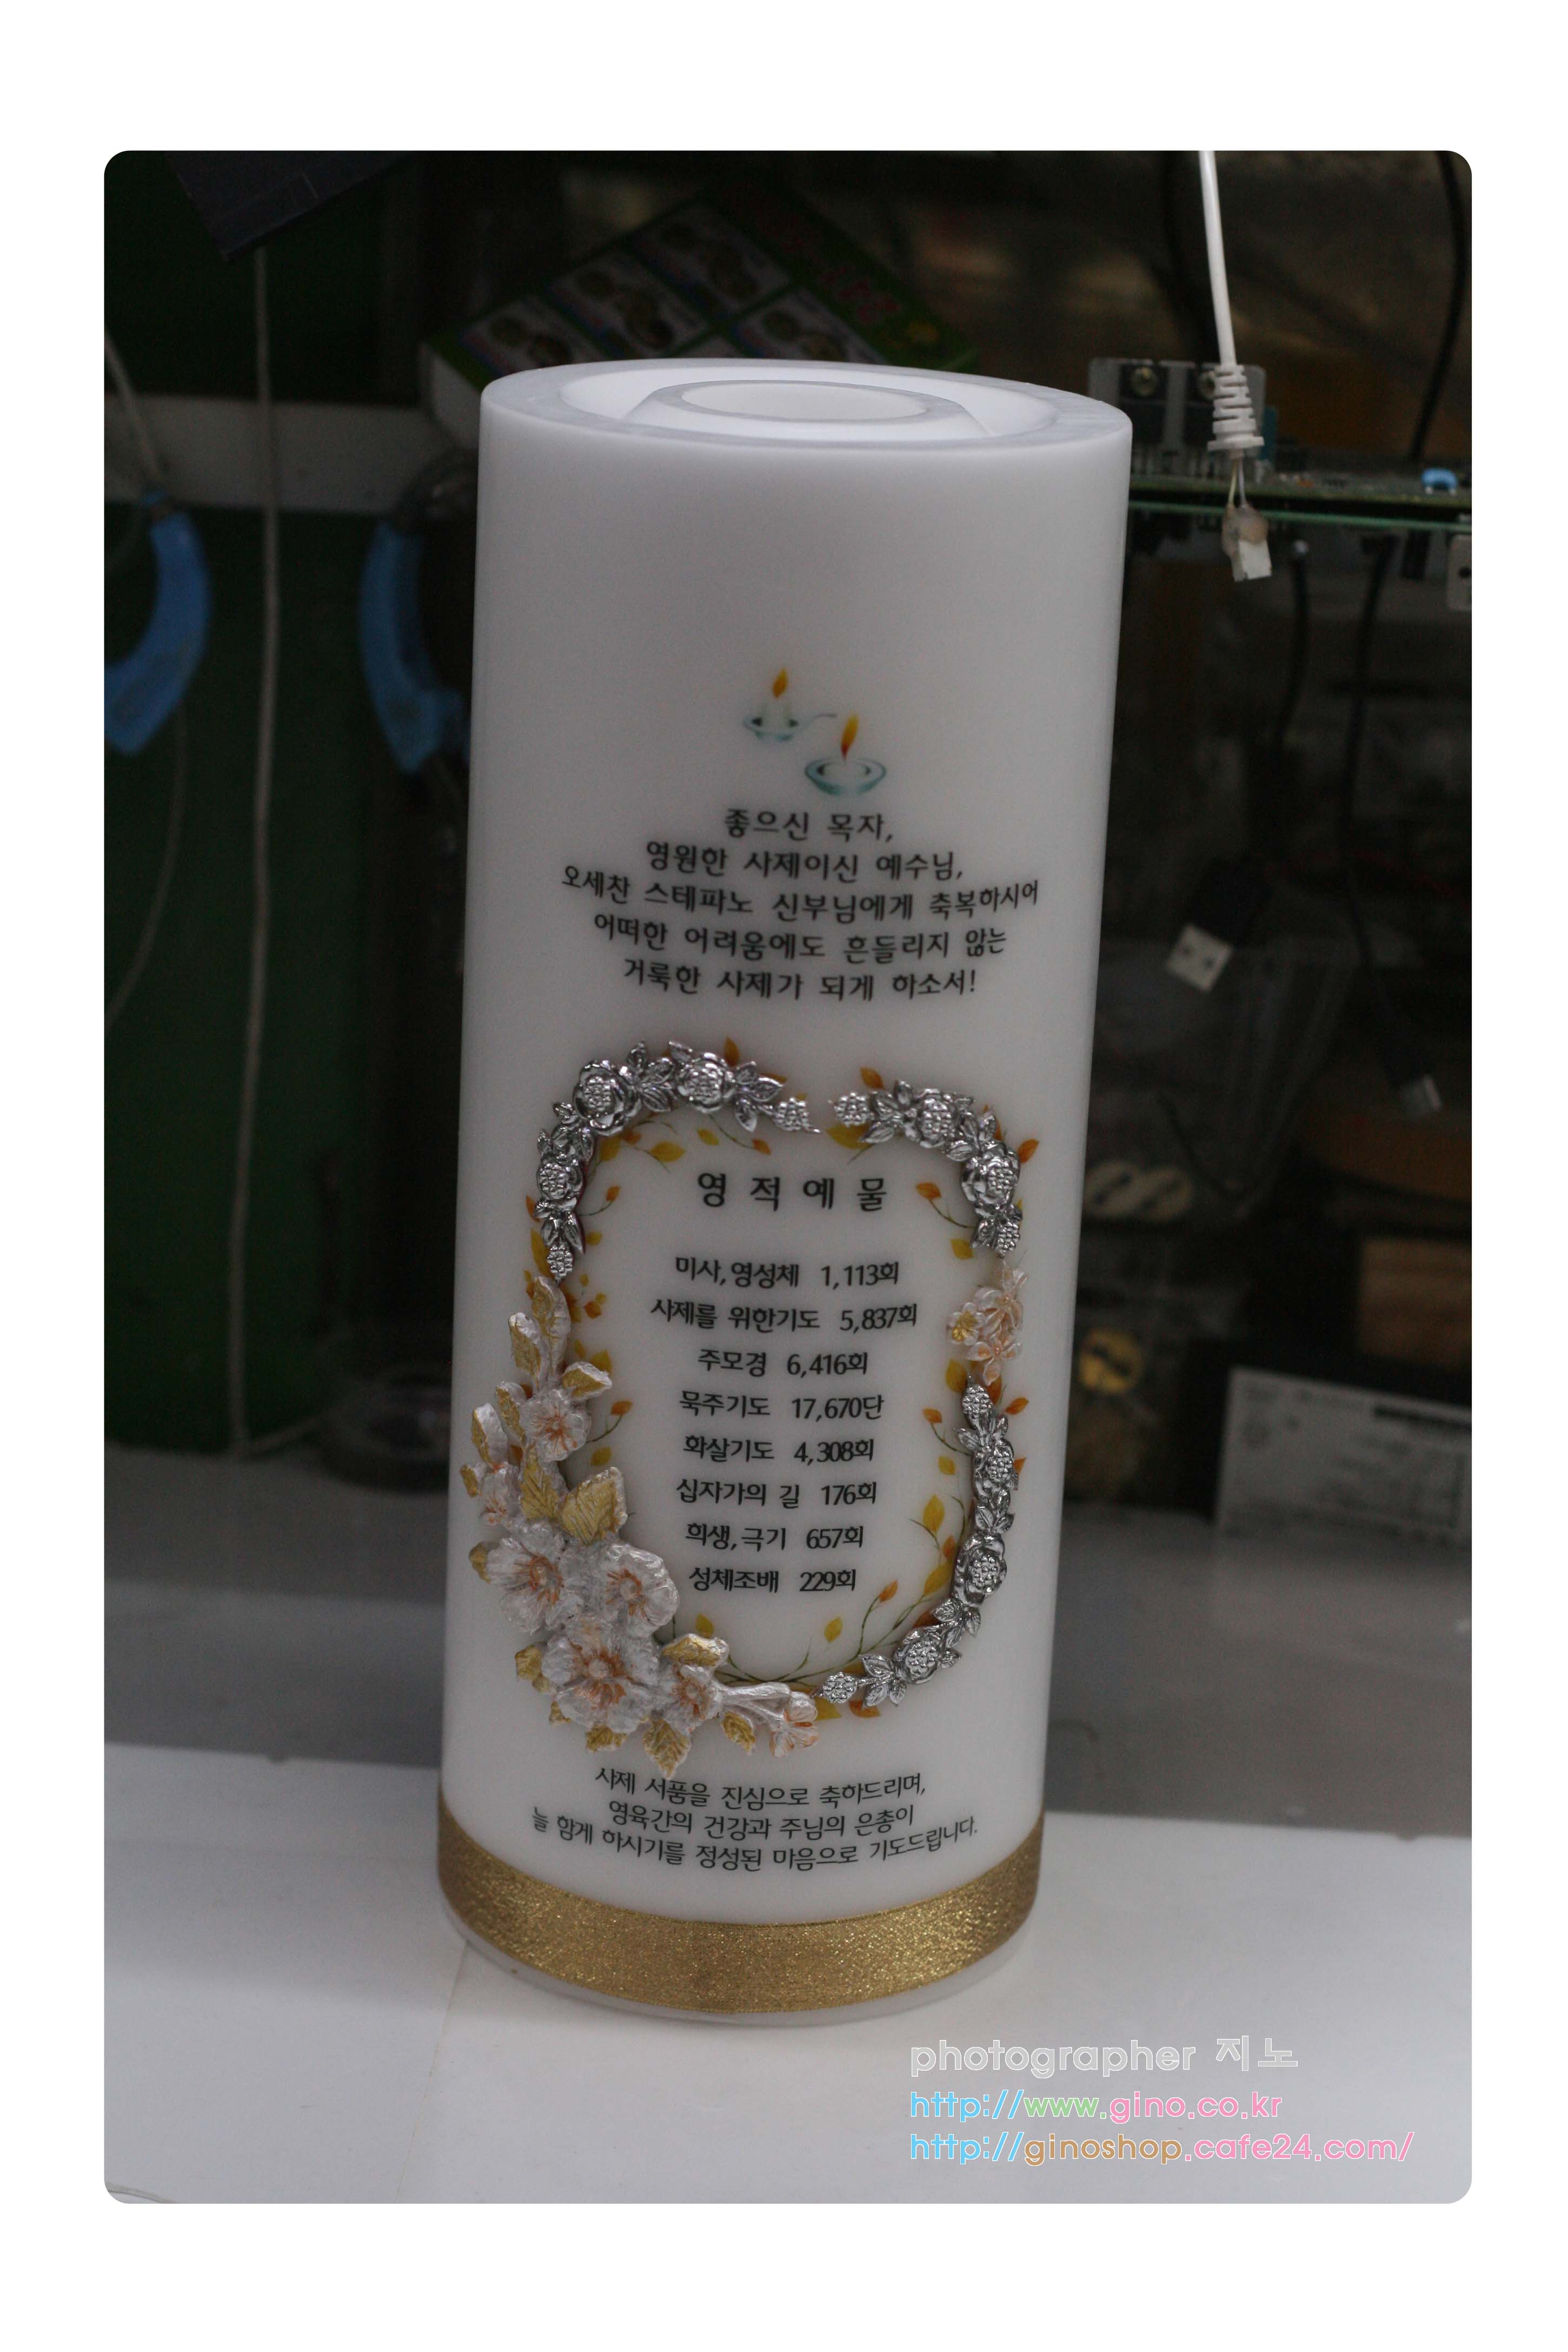 좋으신 목자,
영원한 사제이신 예수님,
오세찬 스테파노 신부님에게 축복하시어
어떠한 어려움에도 흔들리지 않는
거룩한 사제가 되게 하소서!
영적예물
미사,영성체 1,113회
사제를 위한기도 5,837회
주모경 6,416회
묵주기도 17,670단
화살기도 4,308회
십자가의 길 176회
희생,극기 657회
성체조배 229회
사제 서품을 진심으로 축하드리며,
영육간의 건강과 주님의 은총이
늘 함께 하시기를 정성된 마음으로 기도드립니다.
photographer 지노
http://www.gino.co.kr
http://ginoshop.cafe24.com/